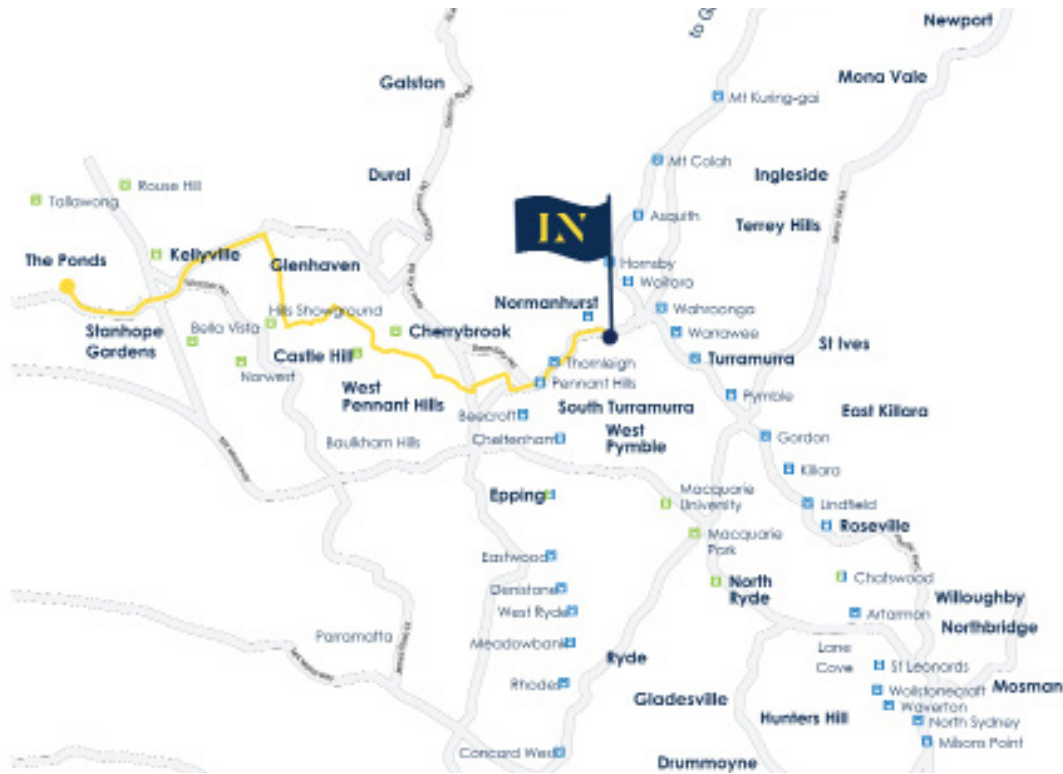 Newport
to G
Mona Vale
Galston
Mt Kuring-gai
Mt Colah
Dural
Ingleside
Rouse Hill
Tallawong
Asquith
Terrey Hills
IN
Kellyville
The Ponds
Glenhaven
Hornsby
Waitara
Normanhurst
Wahroonga
Hills Showground
Bella Vista
Cherrybrook
Warrawee
Stanhope
Gardens
St Ives
Castle Hill
Thornleigh
Turramurra
Norwest
Pennant Hills
West
Pennant Hills
Pymble
South Turramurra
East Killara
Beecroft
West
Pymble
Baulkham Hills
Cheltenham
Gordon
Killara
Epping
Macquarie
University
Lindfield
Roseville
Macquarie
Park
Eastwood
Chatswood
Denistone
North
Ryde
Willoughby
West Ryde
Artarmon
Northbridge
Parramatta
Meadowbank
Lane
Cove
Ryde
St Leonards
Rhodes
Gladesville
Wollstonecraft
Mosman
Waverton
Hunters Hill
North Sydney
Milsons Point
Concord West
Drummoyne